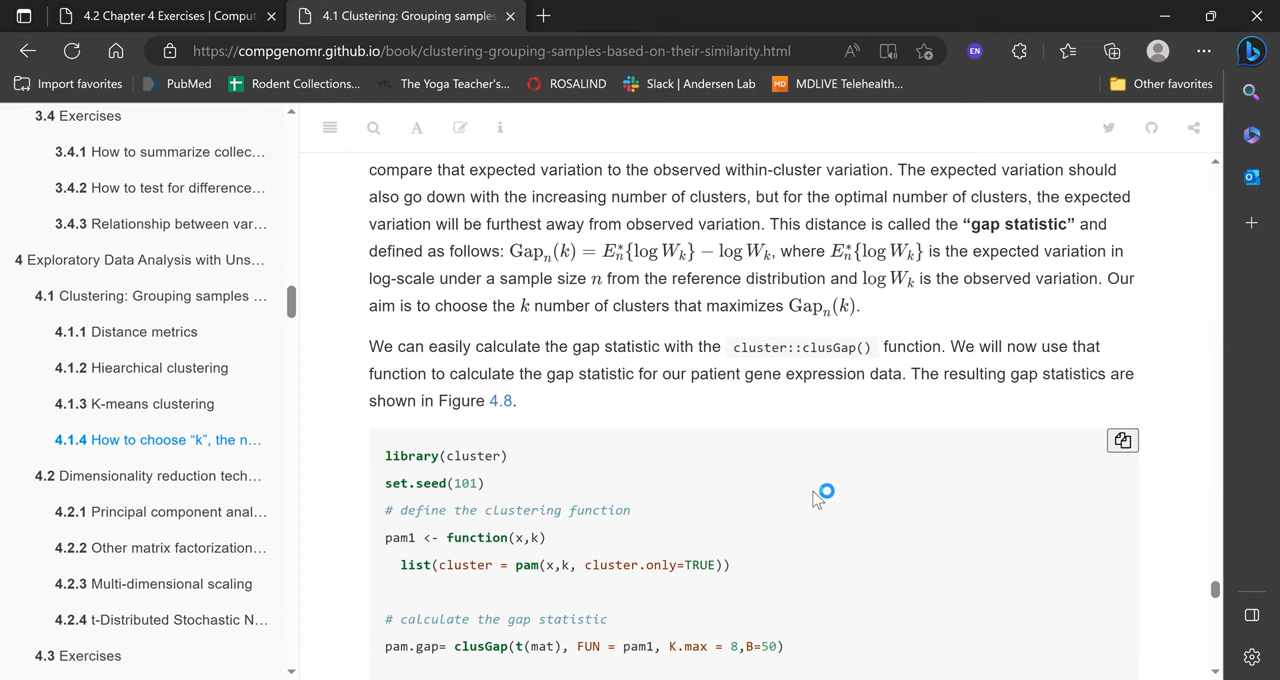 4.2 Chapter 4 Exercises | Comput
4.1 Clustering: Grouping samples
https://compgenomr.github.io/book/clustering-grouping-samples-based-on-their-similarity.html
EN
Import favorites
PubMed
Rodent Collections...
YTL The Yoga Teacher's...
ROSALIND
Slack | Andersen Lab
MD MDLIVE Telehealth...
Other favorites
3.4 Exercises
3.4.1 How to summarize collec...
3.4.2 How to test for difference...
3.4.3 Relationship between var...
4 Exploratory Data Analysis with Uns...
4.1 Clustering: Grouping samples ...
4.1.1 Distance metrics
4.1.2 Hiearchical clustering
4.1.3 K-means clustering
4.1.4 How to choose “k”, the n...
4.2 Dimensionality reduction tech...
4.2.1 Principal component anal...
4.2.2 Other matrix factorization...
4.2.3 Multi-dimensional scaling
4.2.4 t-Distributed Stochastic N...
4.3 Exercises
compare that expected variation to the observed within-cluster variation. The expected variation should
also go down with the increasing number of clusters, but for the optimal number of clusters, the expected
variation will be furthest away from observed variation. This distance is called the “gap statistic” and
defined as follows: Gapₙ(k) = Eₙ*{log Wₖ} − log Wₖ, where Eₙ*{log Wₖ} is the expected variation in
log-scale under a sample size n from the reference distribution and log Wₖ is the observed variation. Our
aim is to choose the k number of clusters that maximizes Gapₙ(k).
We can easily calculate the gap statistic with the cluster::clusGap() function. We will now use that
function to calculate the gap statistic for our patient gene expression data. The resulting gap statistics are
shown in Figure 4.8.
library(cluster)
set.seed(101)
# define the clustering function
pam1 <- function(x,k)
list(cluster = pam(x,k, cluster.only=TRUE))
# calculate the gap statistic
pam.gap= clusGap(t(mat), FUN = pam1, K.max = 8,B=50)